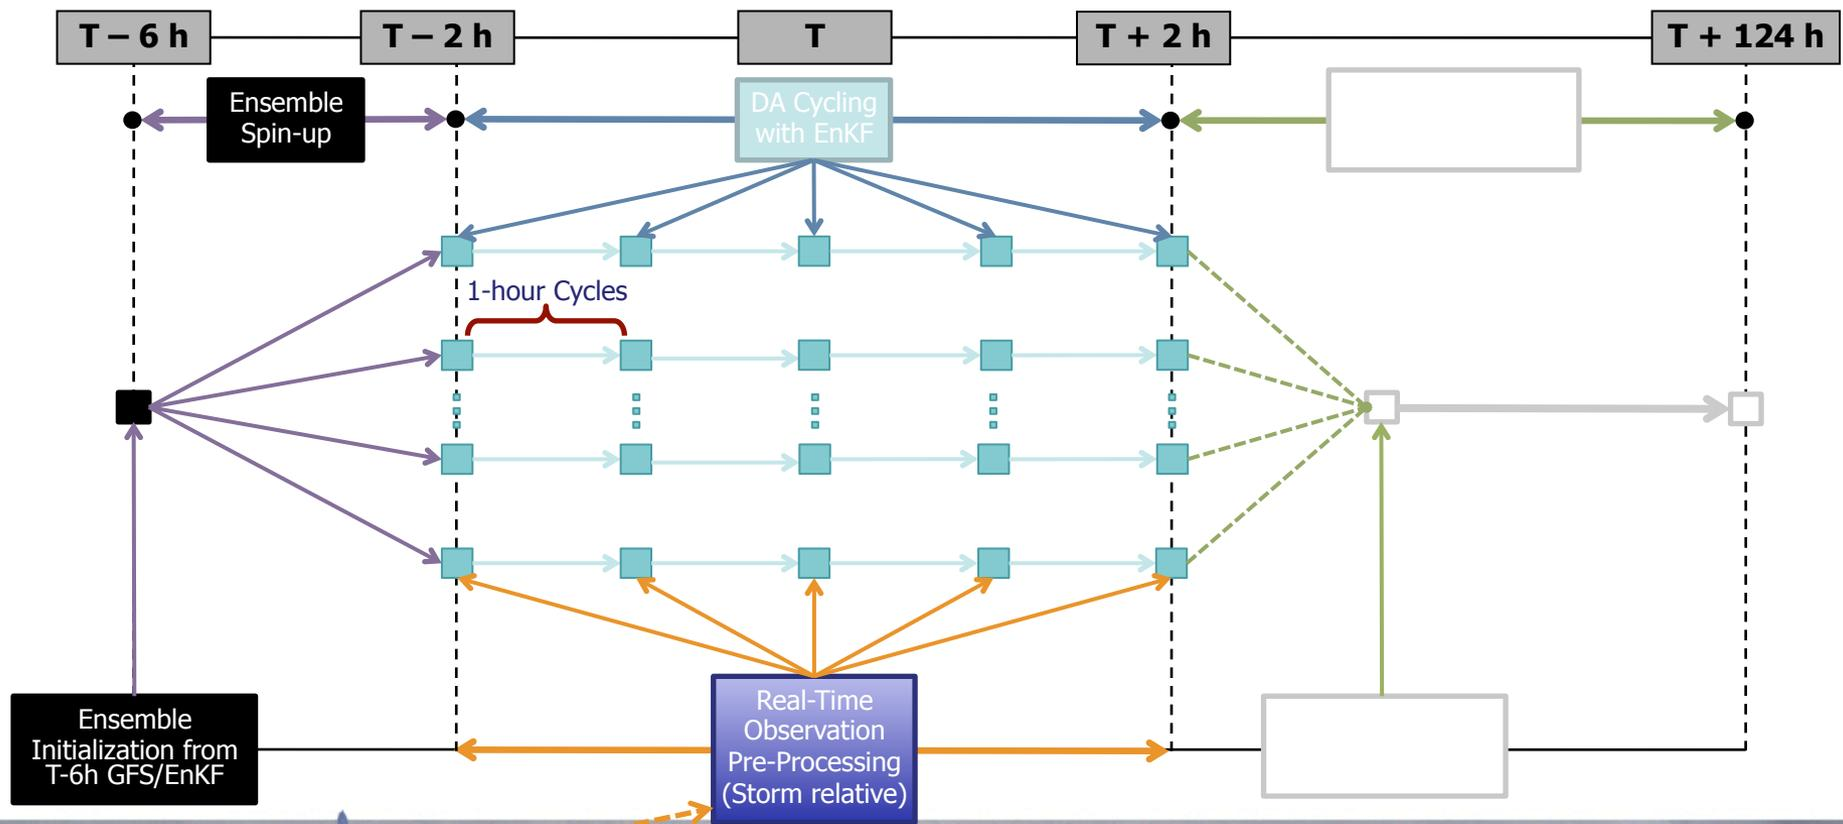 T – 6 h
T – 2 h
T
T + 2 h
T + 124 h
Ensemble
Spin-up
DA Cycling
with EnKF
1-hour Cycles
Ensemble
Initialization from
T-6h GFS/EnKF
Real-Time
Observation
Pre-Processing
(Storm relative)